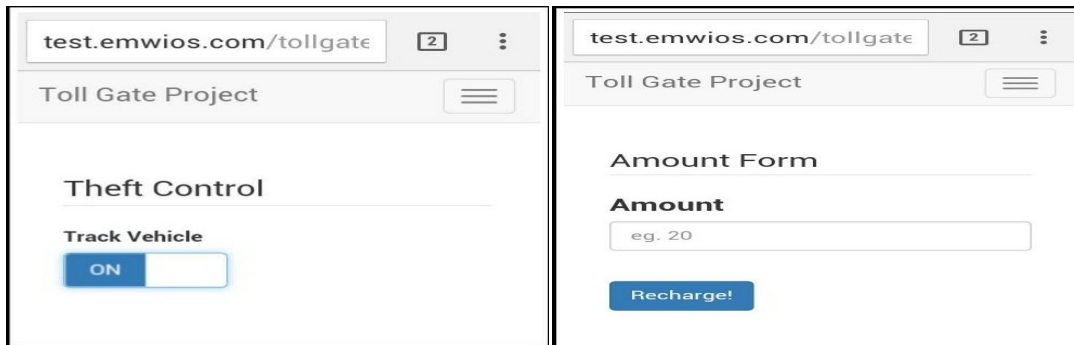 test.emwios.com/tollgate
2
Toll Gate Project
Theft Control
Track Vehicle
ON
test.emwios.com/tollgate
2
Toll Gate Project
Amount Form
Amount
eg. 20
Recharge!